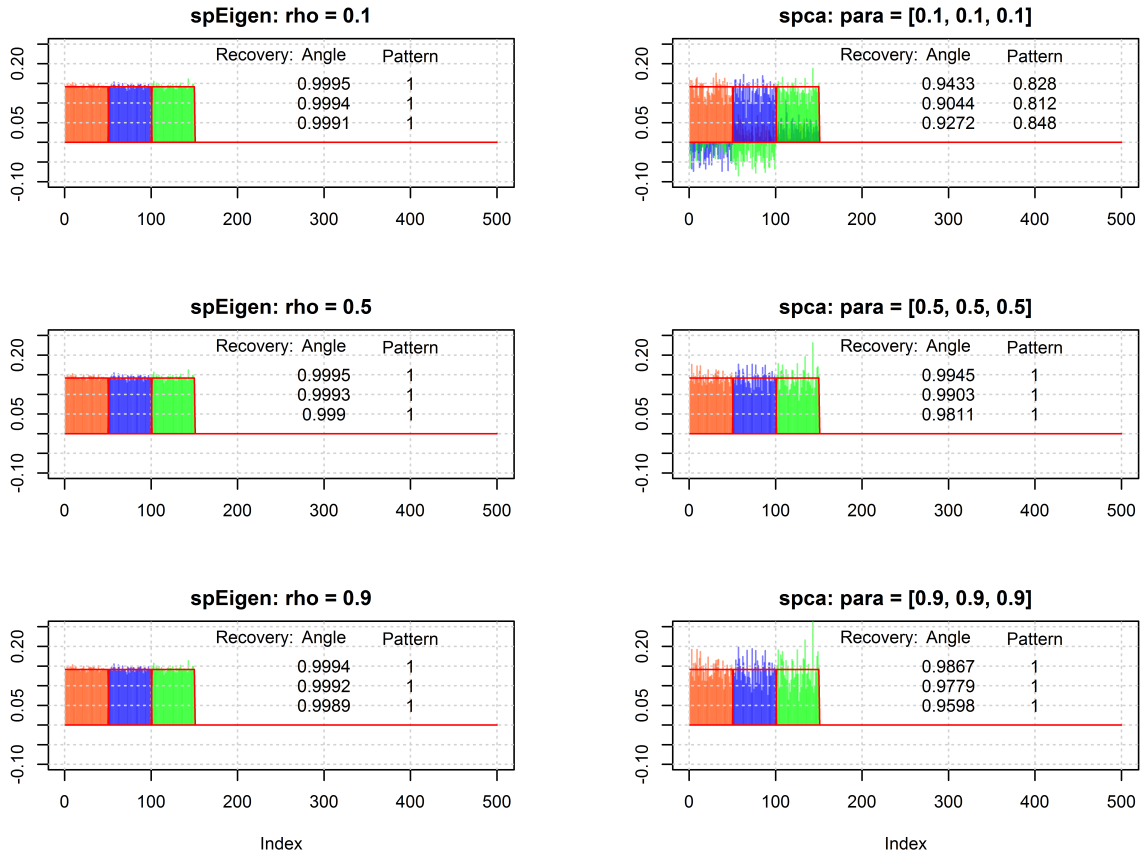 spEigen: rho = 0.1
Recovery: Angle Pattern
0.9995 1
0.9994 1
0.9991 1
0.20
0.05
-0.10
0 100 200 300 400 500
spca: para = [0.1, 0.1, 0.1]
Recovery: Angle Pattern
0.9433 0.828
0.9044 0.812
0.9272 0.848
0.20
0.05
-0.10
0 100 200 300 400 500
spEigen: rho = 0.5
Recovery: Angle Pattern
0.9995 1
0.9993 1
0.999 1
0.20
0.05
-0.10
0 100 200 300 400 500
spca: para = [0.5, 0.5, 0.5]
Recovery: Angle Pattern
0.9945 1
0.9903 1
0.9811 1
0.20
0.05
-0.10
0 100 200 300 400 500
spEigen: rho = 0.9
Recovery: Angle Pattern
0.9994 1
0.9992 1
0.9989 1
0.20
0.05
-0.10
0 100 200 300 400 500
Index
spca: para = [0.9, 0.9, 0.9]
Recovery: Angle Pattern
0.9867 1
0.9779 1
0.9598 1
0.20
0.05
-0.10
0 100 200 300 400 500
Index